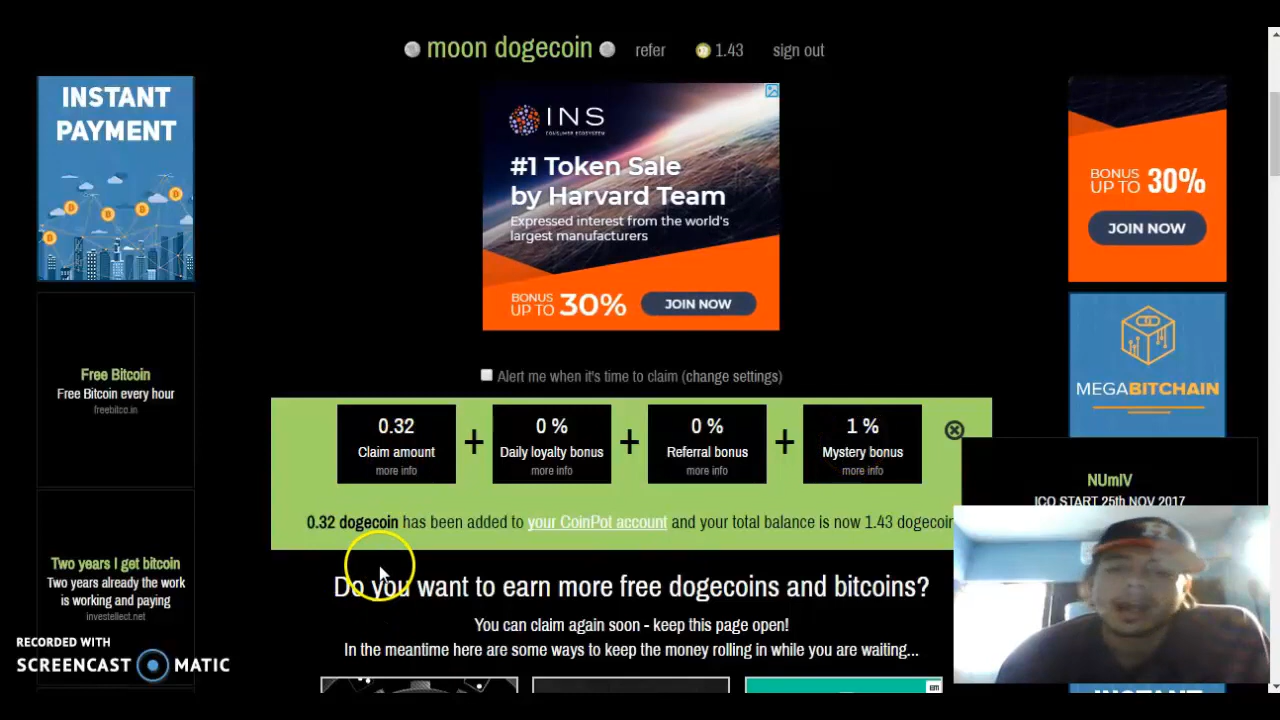 moon dogecoin
refer
1.43
sign out
INSTANT
PAYMENT
INS
CONSUMER ECOSYSTEM
#1 Token Sale
by Harvard Team
Expressed interest from the world's
largest manufacturers
BONUS
UP TO 30%
JOIN NOW
BONUS
UP TO 30%
JOIN NOW
Free Bitcoin
Free Bitcoin every hour
freebitco.in
MEGABITCHAIN
Alert me when it's time to claim (change settings)
0.32
Claim amount
more info
+
0 %
Daily loyalty bonus
more info
+
0 %
Referral bonus
more info
+
1 %
Mystery bonus
more info
0.32 dogecoin has been added to your CoinPot account and your total balance is now 1.43 dogecoin
NUmIV
ICO START 25th NOV 2017
Two years I get bitcoin
Two years already the work
is working and paying
investellect.net
Do you want to earn more free dogecoins and bitcoins?
You can claim again soon - keep this page open!
In the meantime here are some ways to keep the money rolling in while you are waiting...
RECORDED WITH
SCREENCAST MATIC